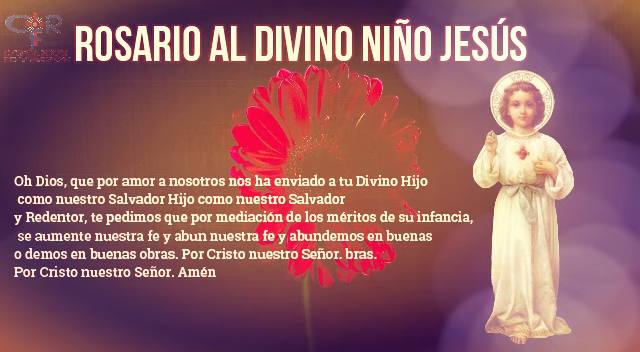 ROSARIO AL DIVINO NIÑO JESÚS
Oh Dios, que por amor a nosotros nos ha enviado a tu Divino Hijo
como nuestro Salvador Hijo como nuestro Salvador
y Redentor, te pedimos que por mediación de los méritos de su infancia,
se aumente nuestra fe y abun nuestra fe y abundemos en buenas
o demos en buenas obras. Por Cristo nuestro Señor. bras.
Por Cristo nuestro Señor. Amén